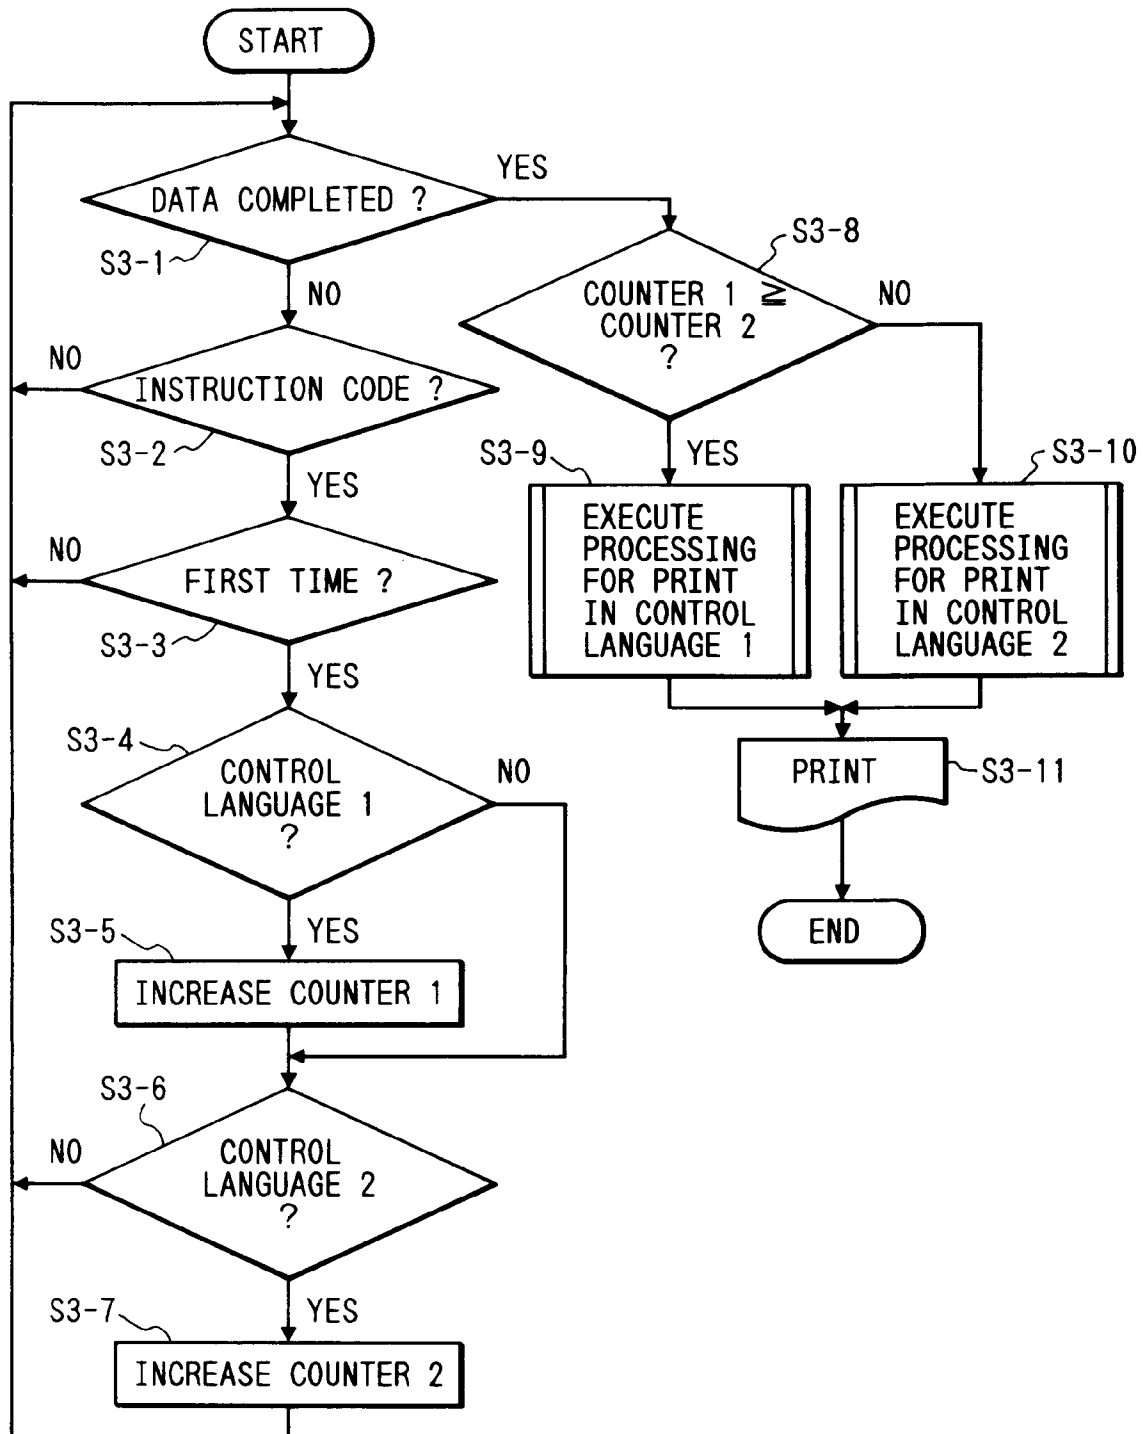 START
DATA COMPLETED ?
YES
S3-1
NO
S3-8
COUNTER 1 ≧
COUNTER 2
?
NO
NO
INSTRUCTION CODE ?
S3-2
YES
S3-9
YES
S3-10
EXECUTE
PROCESSING
FOR PRINT
IN CONTROL
LANGUAGE 1
EXECUTE
PROCESSING
FOR PRINT
IN CONTROL
LANGUAGE 2
NO
FIRST TIME ?
S3-3
YES
S3-4
CONTROL
LANGUAGE 1
?
NO
PRINT
S3-11
YES
S3-5
INCREASE COUNTER 1
END
S3-6
NO
CONTROL
LANGUAGE 2
?
YES
S3-7
INCREASE COUNTER 2